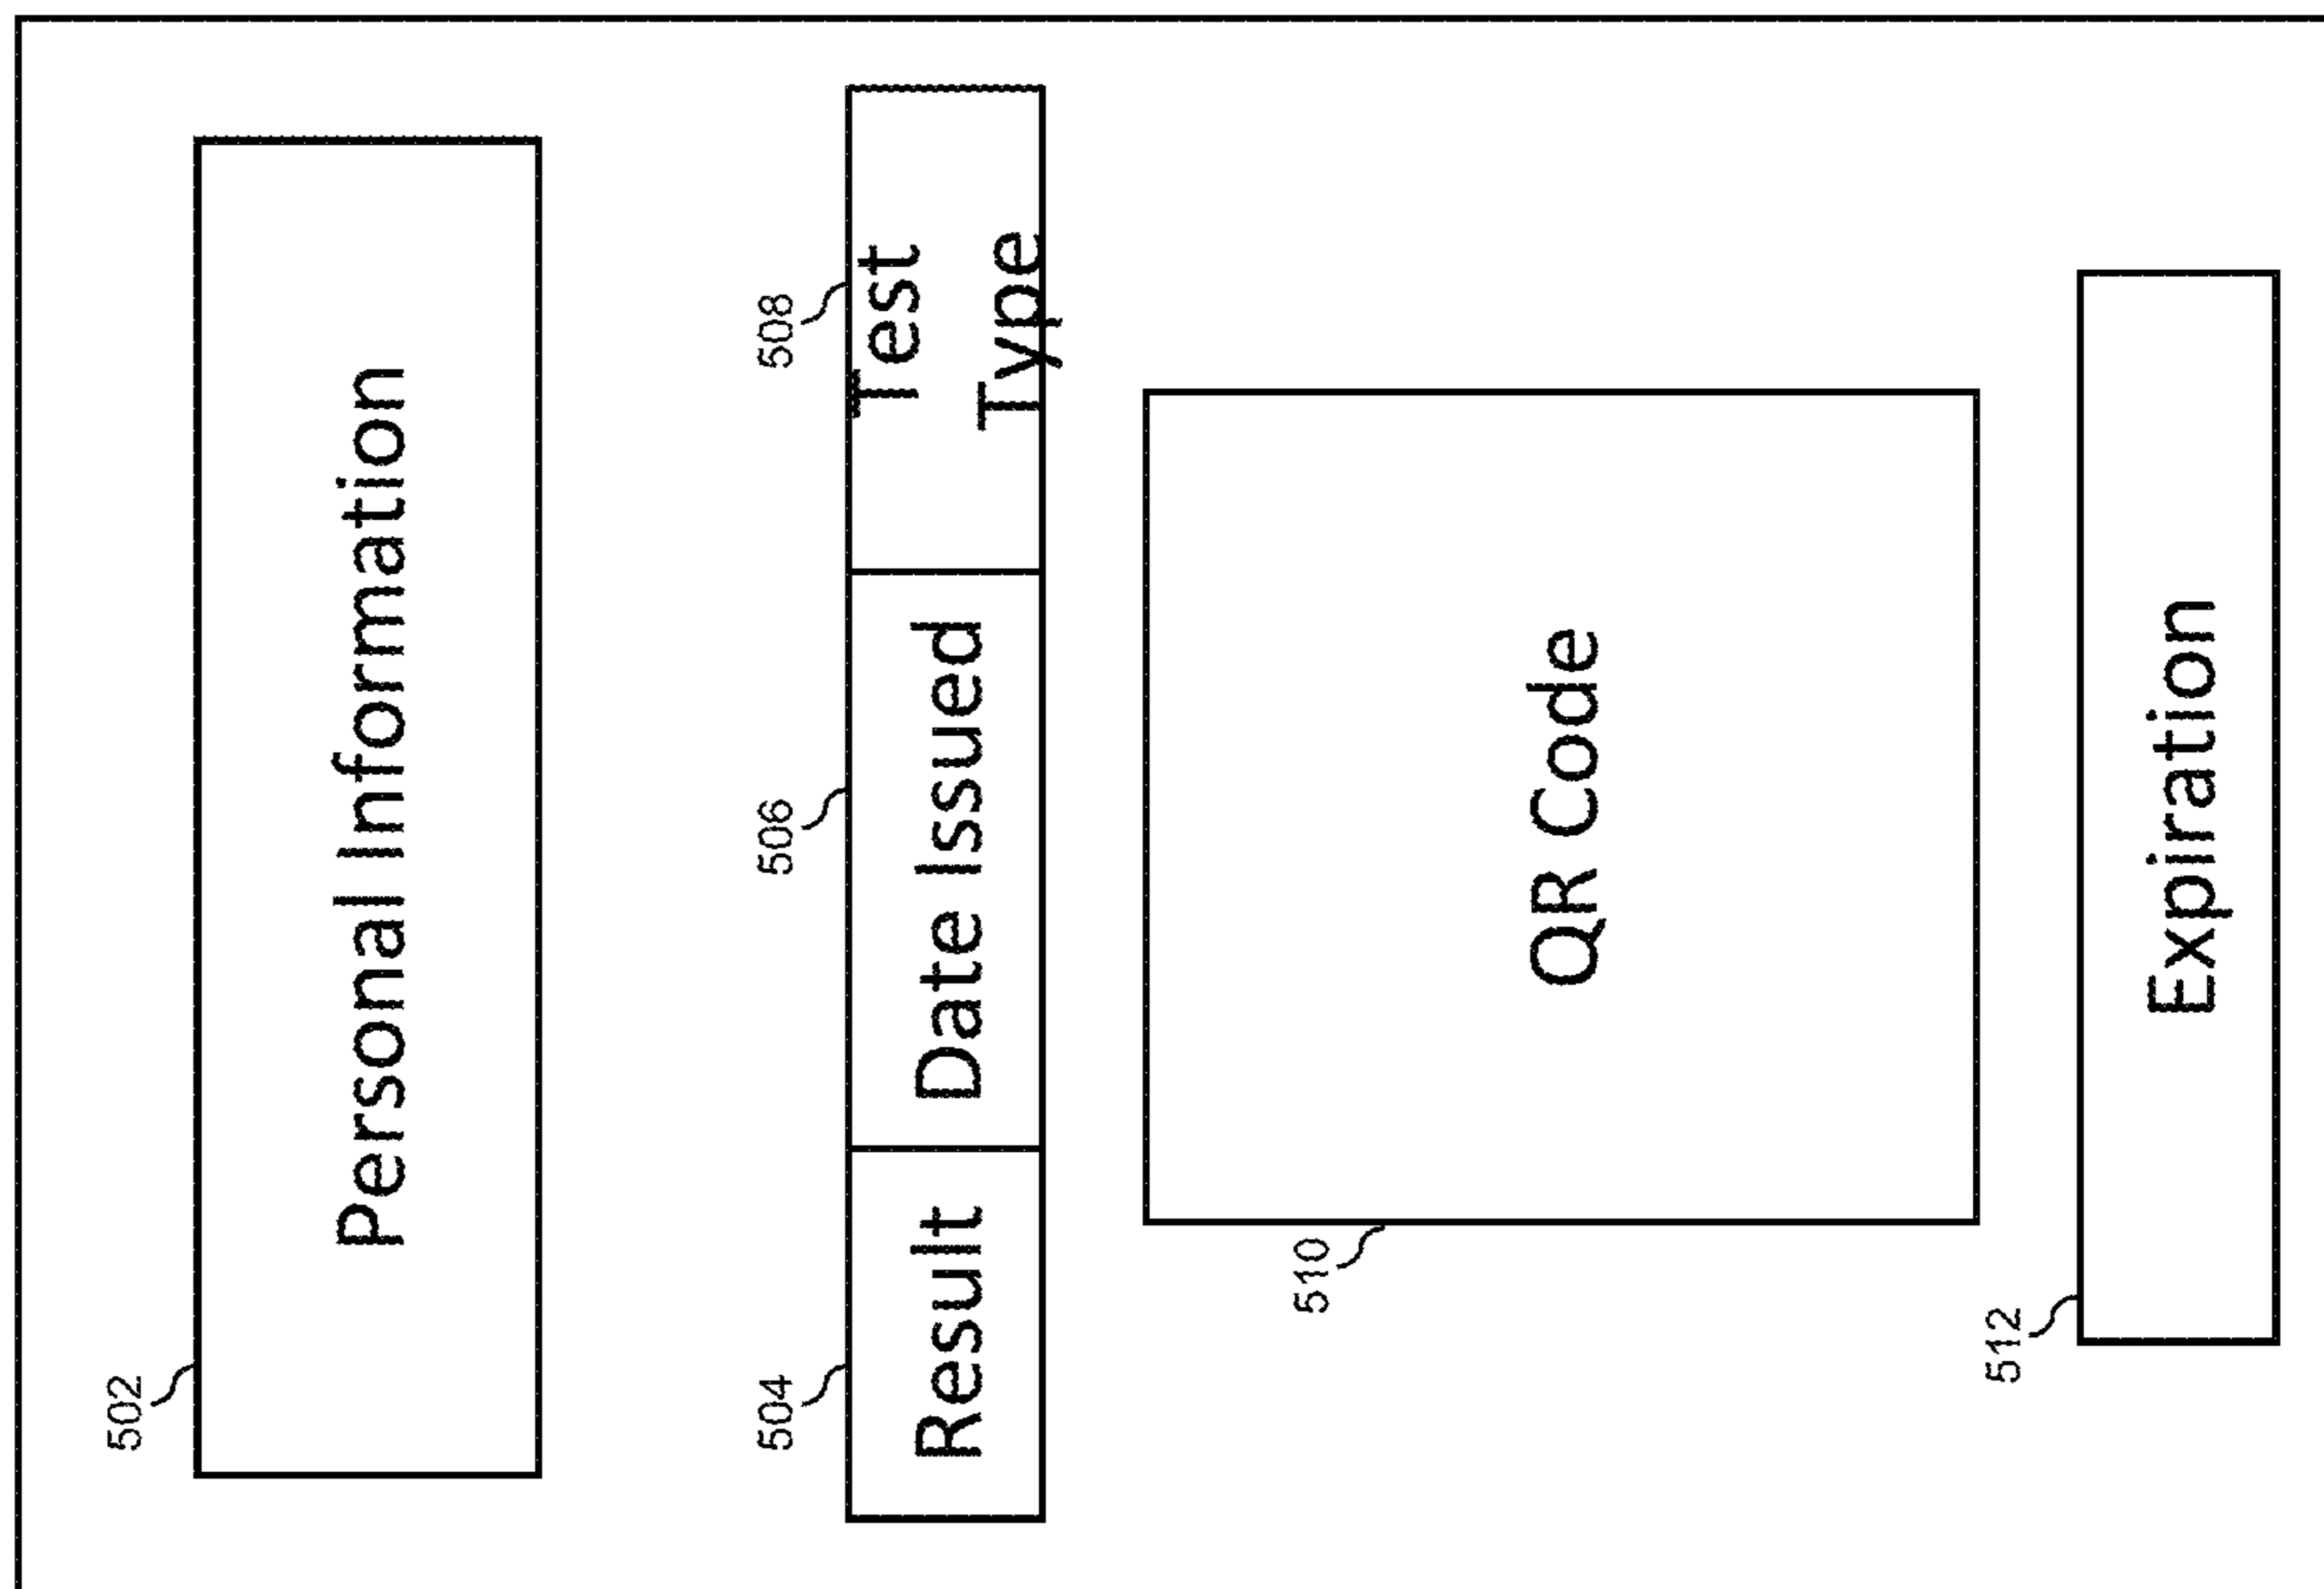 502
Personal Information
504
506
508
Result
Date Issued
Test
Type
510
QR Code
512
Expiration